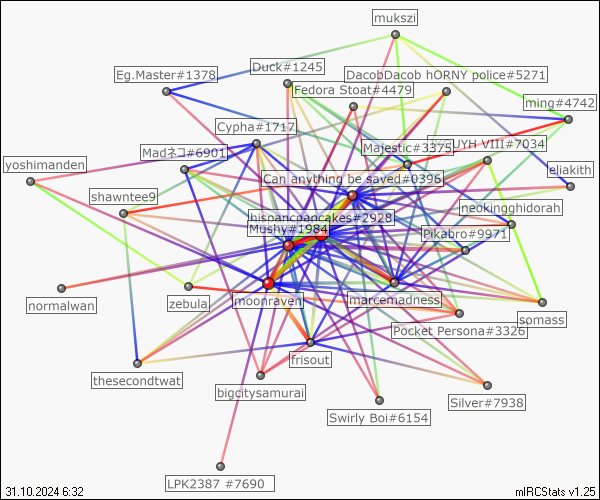 mukszi
Duck#1245
Eg.Master#1378
DacobDacob hORNY police#5271
Fedora Stoat#4479
ming#4742
Cypha#1717
Majestic#3375
UYH VIII#7034
Madネコ#6901
yoshimanden
eliakith
Can anything be saved#0396
shawntee9
neokingghidorah
hispancpancakes#2928
Mushy#1984
Pikabro#9971
normalwan
zebula
moonraven
marcemadness
somass
Pocket Persona#3326
frisout
thesecondtwat
bigcitysamurai
Silver#7938
Swirly Boi#6154
LPK2387 #7690
31.10.2024 6:32
mIRCStats v1.25